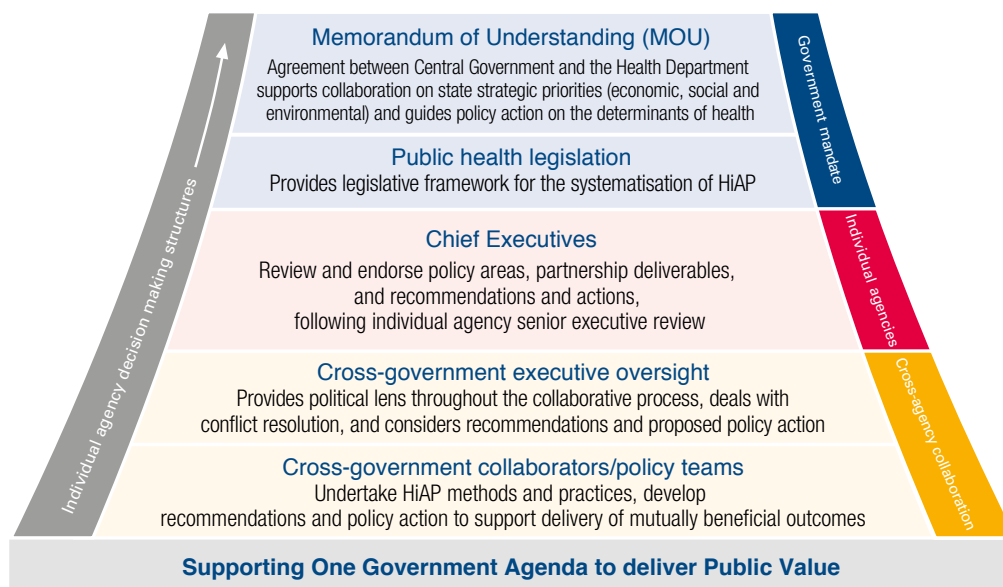 Memorandum of Understanding (MOU)
Agreement between Central Government and the Health Department
supports collaboration on state strategic priorities (economic, social and
environmental) and guides policy action on the determinants of health
Public health legislation
Provides legislative framework for the systematisation of HiAP
Chief Executives
Review and endorse policy areas, partnership deliverables,
and recommendations and actions,
following individual agency senior executive review
Cross-government executive oversight
Provides political lens throughout the collaborative process, deals with
conflict resolution, and considers recommendations and proposed policy action
Cross-government collaborators/policy teams
Undertake HiAP methods and practices, develop
recommendations and policy action to support delivery of mutually beneficial outcomes
Individual agency decision making structures
Government mandate
Individual agencies
Cross-agency collaboration
Supporting One Government Agenda to deliver Public Value